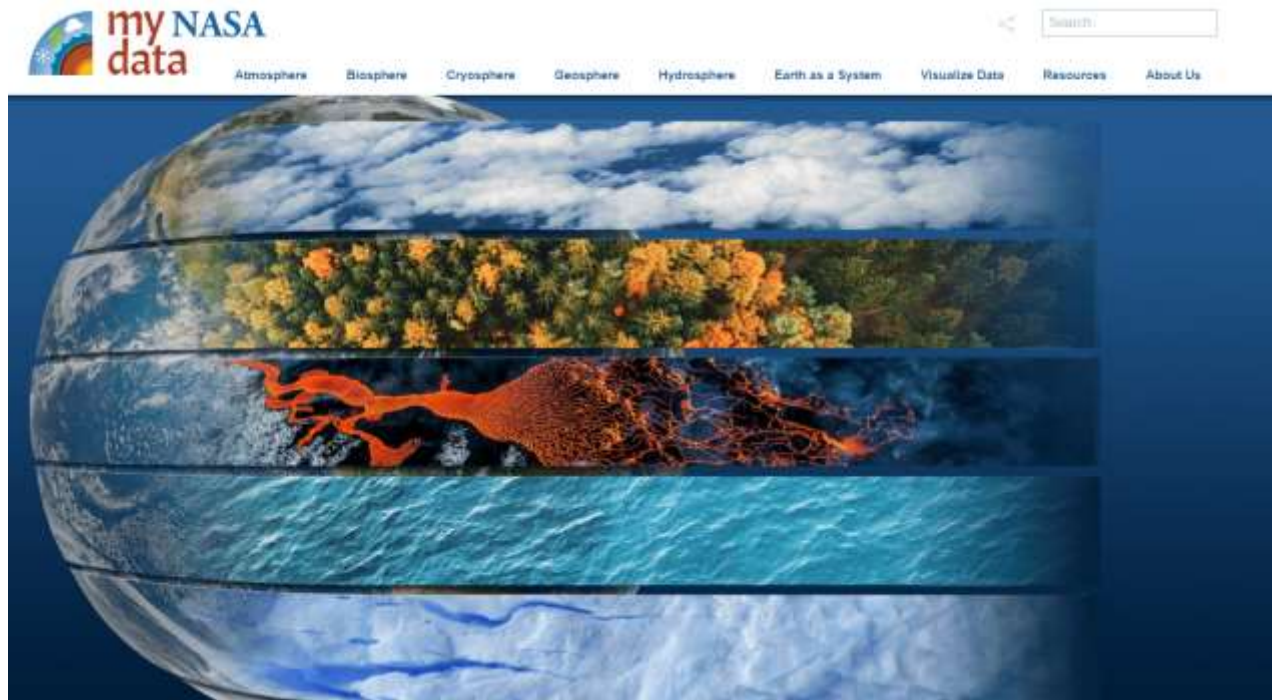 my NASA
data
Search
Atmosphere Biosphere Cryosphere Geosphere Hydrosphere Earth as a System Visualize Data Resources About Us